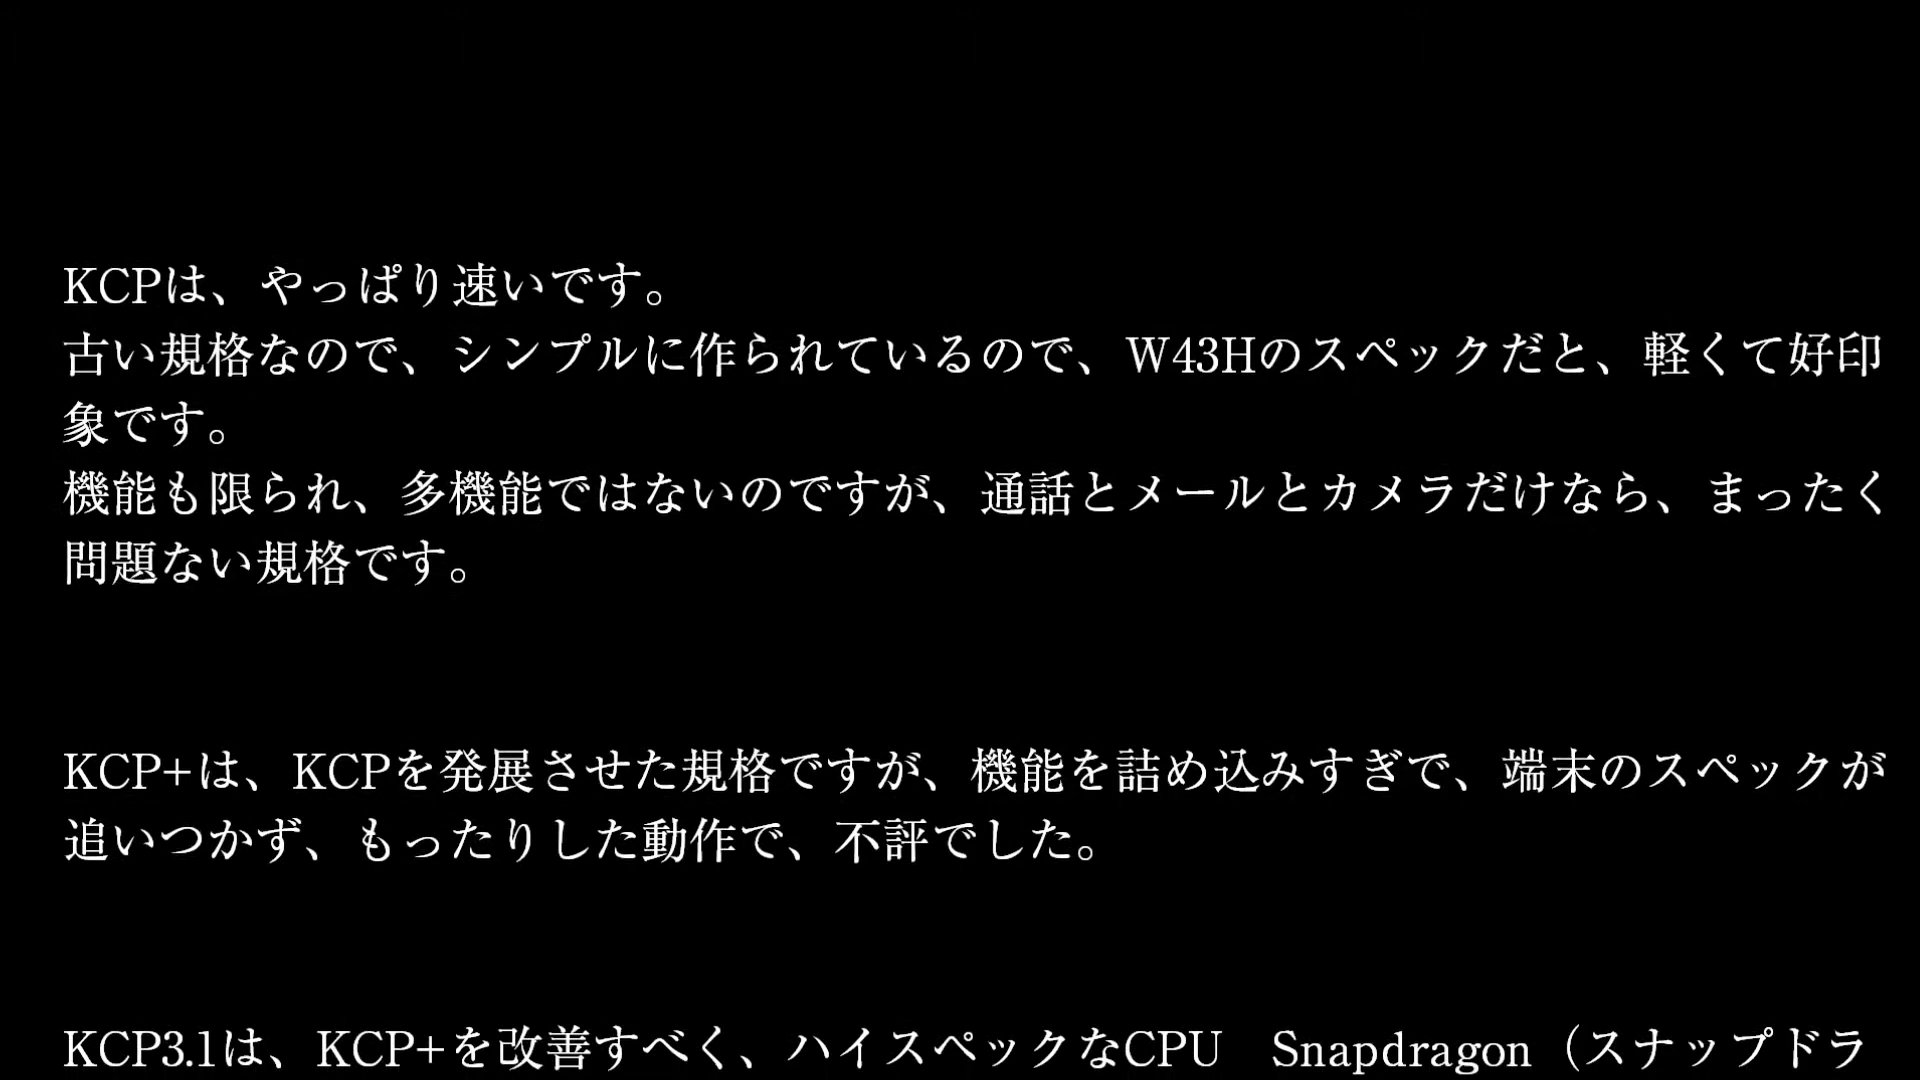 KCPは、やっぱり速いです。
古い規格なので、シンプルに作られているので、W43Hのスペックだと、軽くて好印
象です。
機能も限られ、多機能ではないのですが、通話とメールとカメラだけなら、まったく
問題ない規格です。
KCP+は、KCPを発展させた規格ですが、機能を詰め込みすぎで、端末のスペックが
追いつかず、もったりした動作で、不評でした。
KCP3.1は、KCP+を改善すべく、ハイスペックなCPU　Snapdragon（スナップドラ